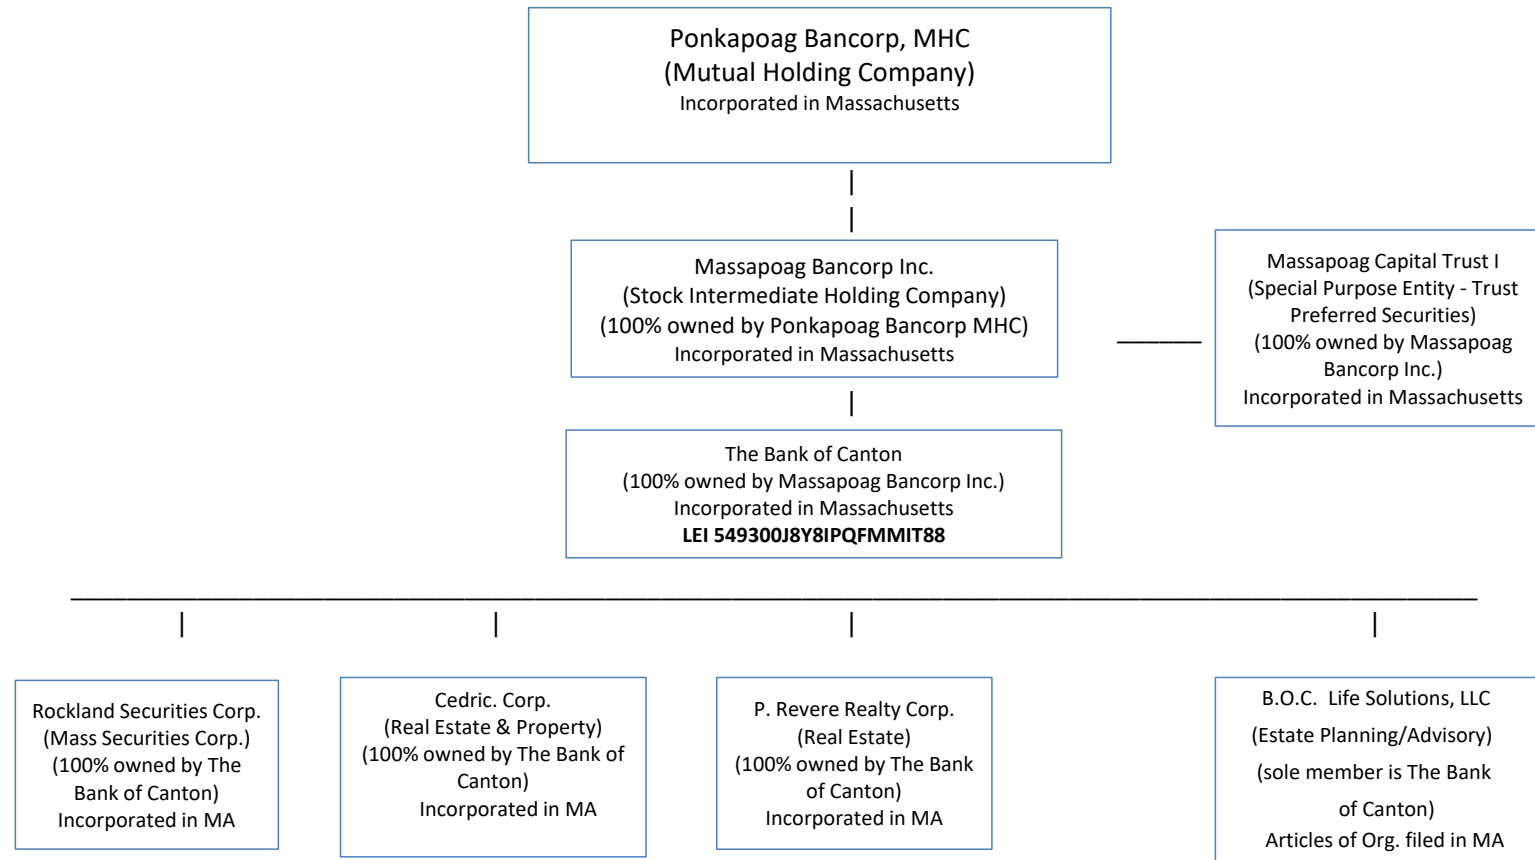 Ponkapoag Bancorp, MHC
(Mutual Holding Company)
Incorporated in Massachusetts
Massapoag Bancorp Inc.
(Stock Intermediate Holding Company)
(100% owned by Ponkapoag Bancorp MHC)
Incorporated in Massachusetts
Massapoag Capital Trust I
(Special Purpose Entity - Trust
Preferred Securities)
(100% owned by Massapoag
Bancorp Inc.)
Incorporated in Massachusetts
The Bank of Canton
(100% owned by Massapoag Bancorp Inc.)
Incorporated in Massachusetts
LEI 549300J8Y8IPQFMMIT88
Rockland Securities Corp.
(Mass Securities Corp.)
(100% owned by The
Bank of Canton)
Incorporated in MA
Cedric. Corp.
(Real Estate & Property)
(100% owned by The Bank of
Canton)
Incorporated in MA
P. Revere Realty Corp.
(Real Estate)
(100% owned by The Bank
of Canton)
Incorporated in MA
B.O.C.  Life Solutions, LLC
(Estate Planning/Advisory)
(sole member is The Bank
of Canton)
Articles of Org. filed in MA